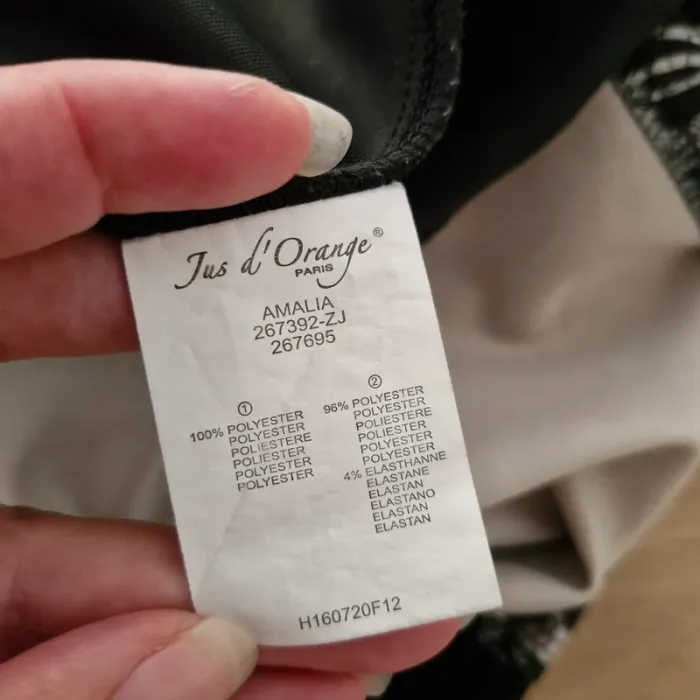 Jus d'Orange®
PARIS
AMALIA
267392-ZJ
267695
①
100% POLYESTER
POLYESTER
POLIESTERE
POLIESTER
POLYESTER
POLYESTER
②
96% POLYESTER
POLYESTER
POLIESTERE
POLIESTER
POLYESTER
POLYESTER
4% ELASTHANNE
ELASTANE
ELASTAN
ELASTANO
ELASTAN
ELASTAN
H160720F12